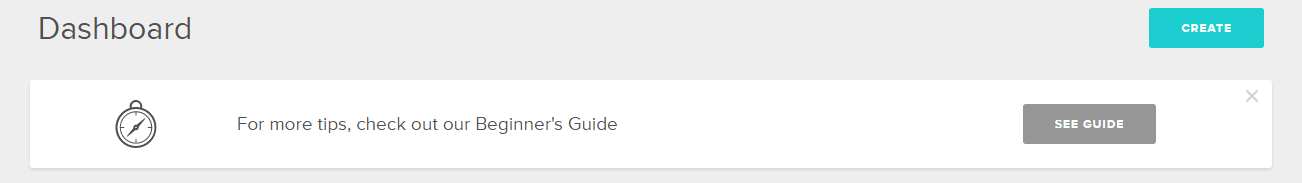 Dashboard
CREATE
For more tips, check out our Beginner's Guide
SEE GUIDE